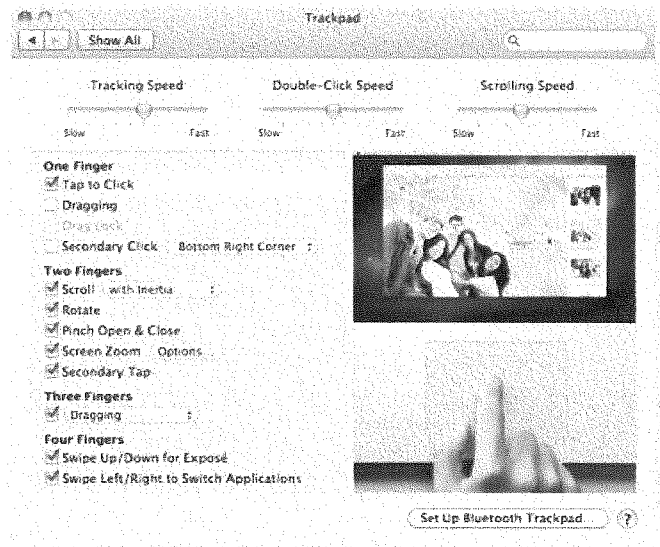 Trackpad
Show All
Tracking Speed Double-Click Speed Scrolling Speed
Slow Fast Slow Fast Slow Fast
One Finger
Tap to Click
Dragging
Drag Lock
Secondary Click Bottom Right Corner
Two Fingers
Scroll with Inertia
Rotate
Pinch Open & Close
Screen Zoom Options...
Secondary Tap
Three Fingers
Dragging
Four Fingers
Swipe Up/Down for Exposé
Swipe Left/Right to Switch Applications
Set Up Bluetooth Trackpad... ?